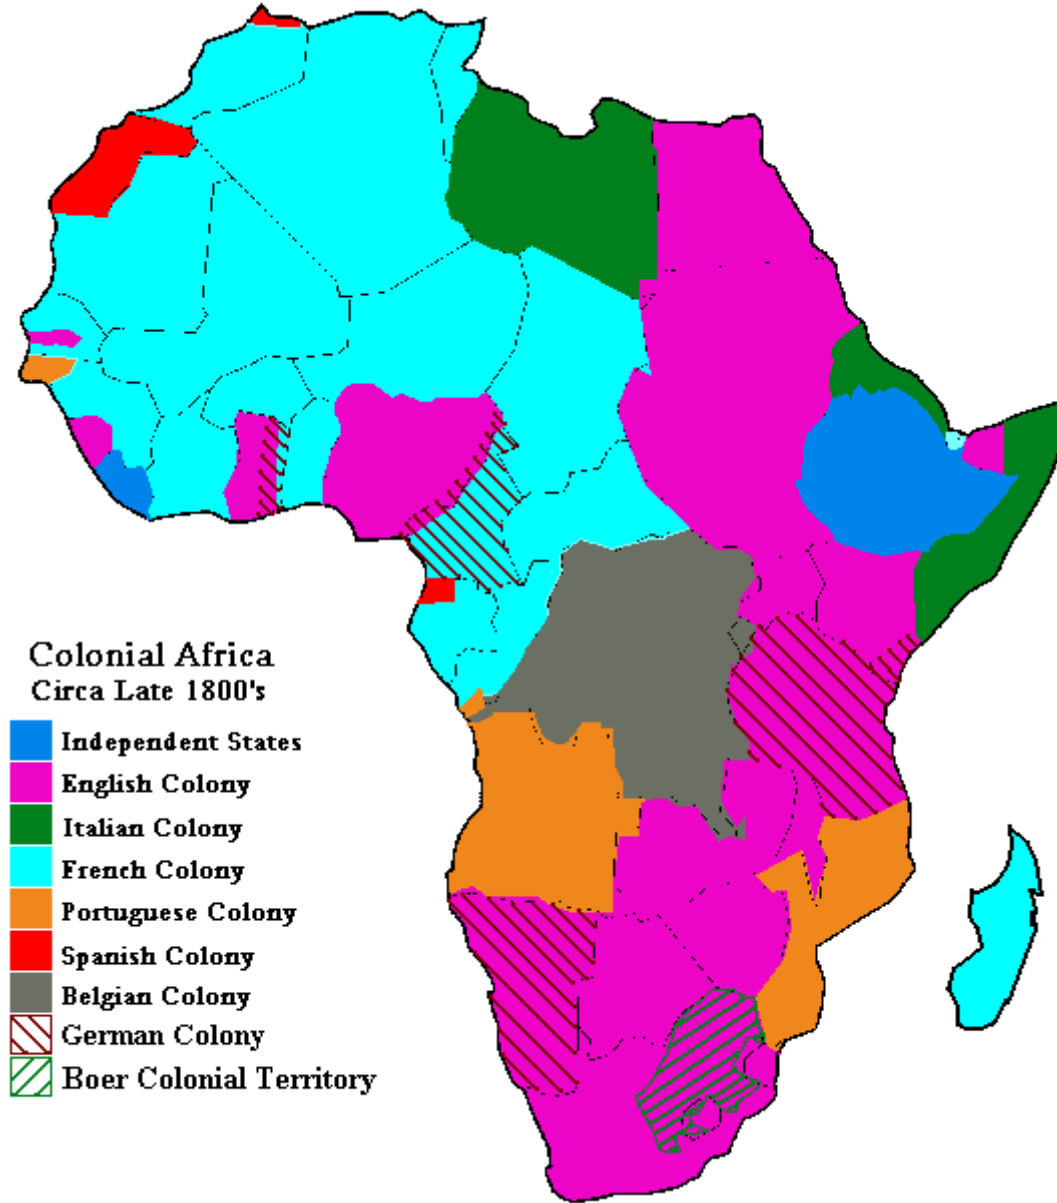 Colonial Africa
Circa Late 1800's
Independent States
English Colony
Italian Colony
French Colony
Portuguese Colony
Spanish Colony
Belgian Colony
German Colony
Boer Colonial Territory